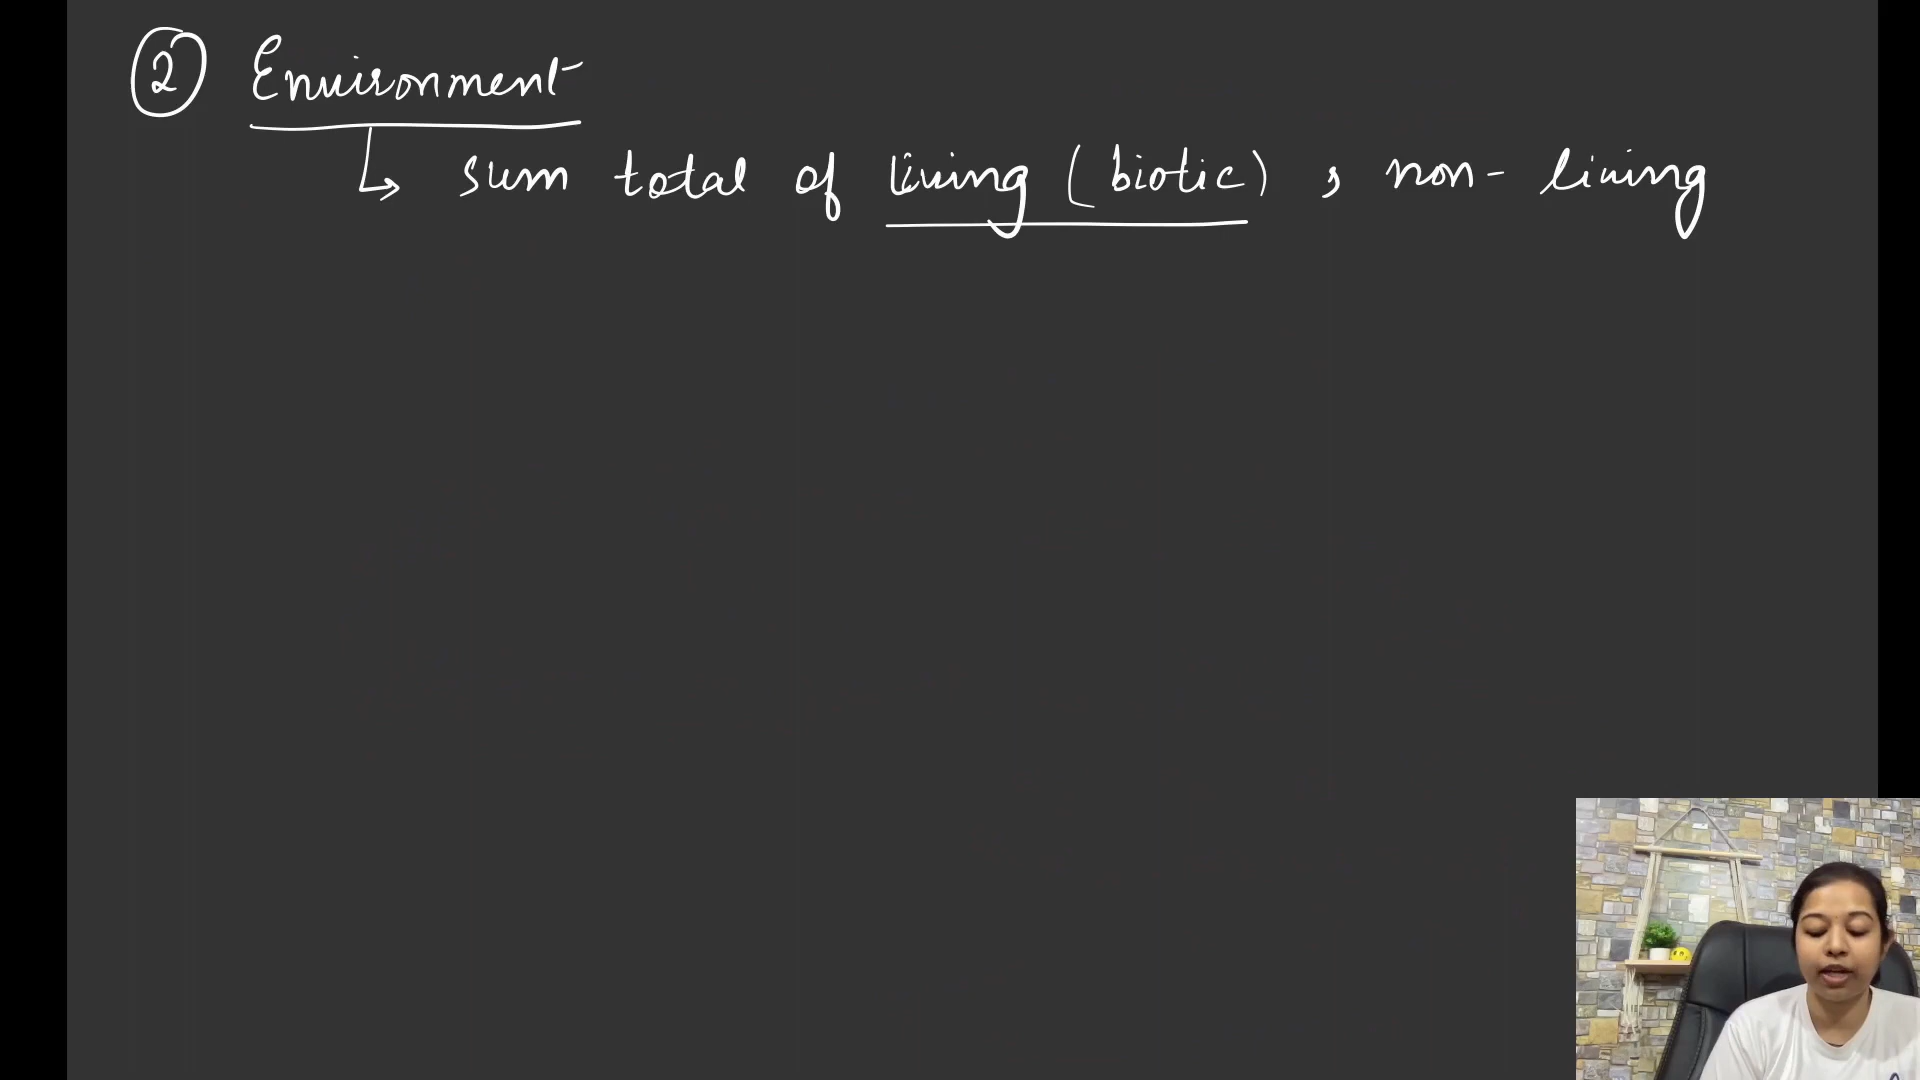 ② Environment
↳ sum total of living (biotic) , non-living